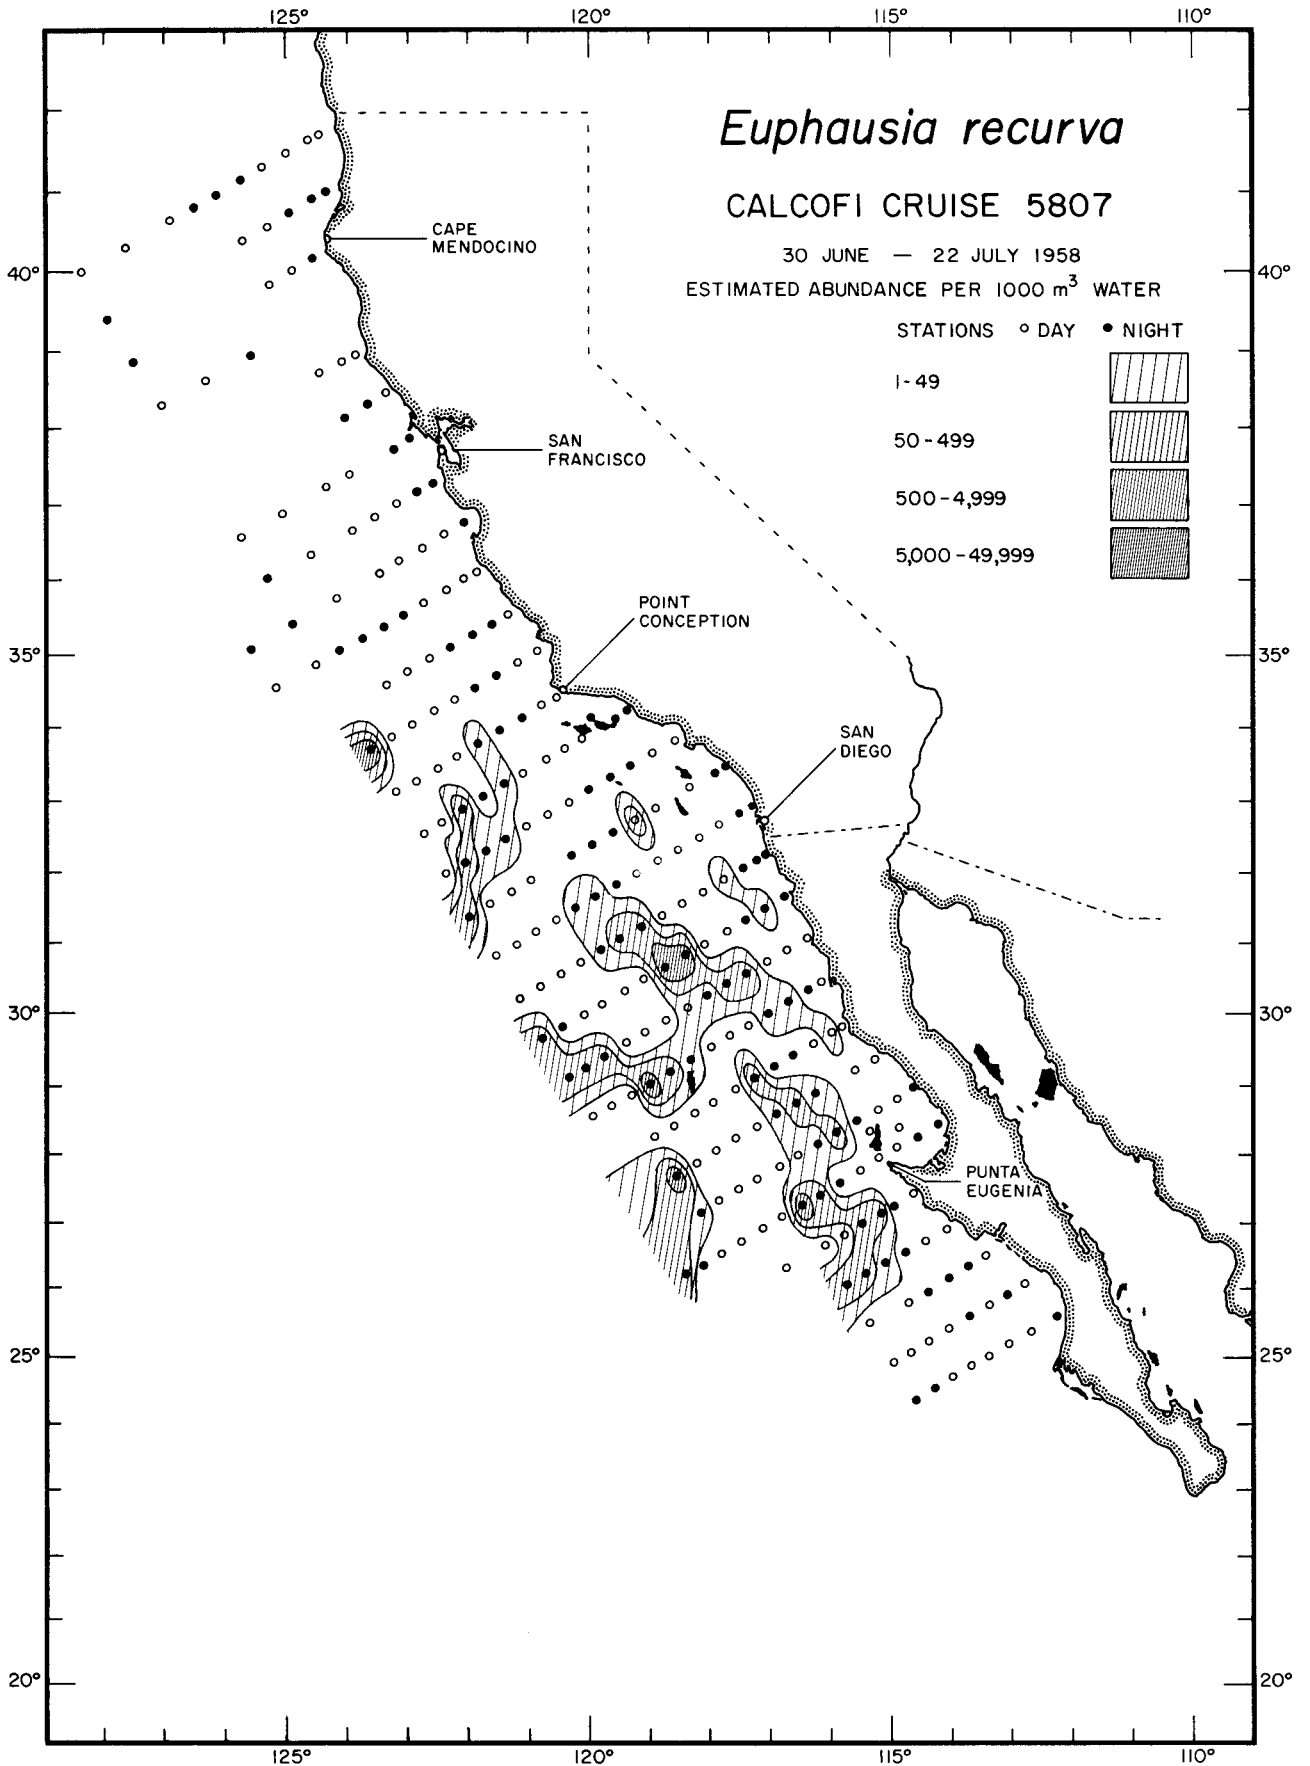 125° 120° 115° 110°
Euphausia recurva
CALCOFI CRUISE 5807
30 JUNE — 22 JULY 1958
ESTIMATED ABUNDANCE PER 1000 m³ WATER
STATIONS ○ DAY ● NIGHT
1-49
50-499
500-4,999
5,000-49,999
CAPE
MENDOCINO
SAN
FRANCISCO
POINT
CONCEPTION
SAN
DIEGO
PUNTA
EUGENIA
40° 40°
35° 35°
30° 30°
25° 25°
20° 20°
125° 120° 115° 110°